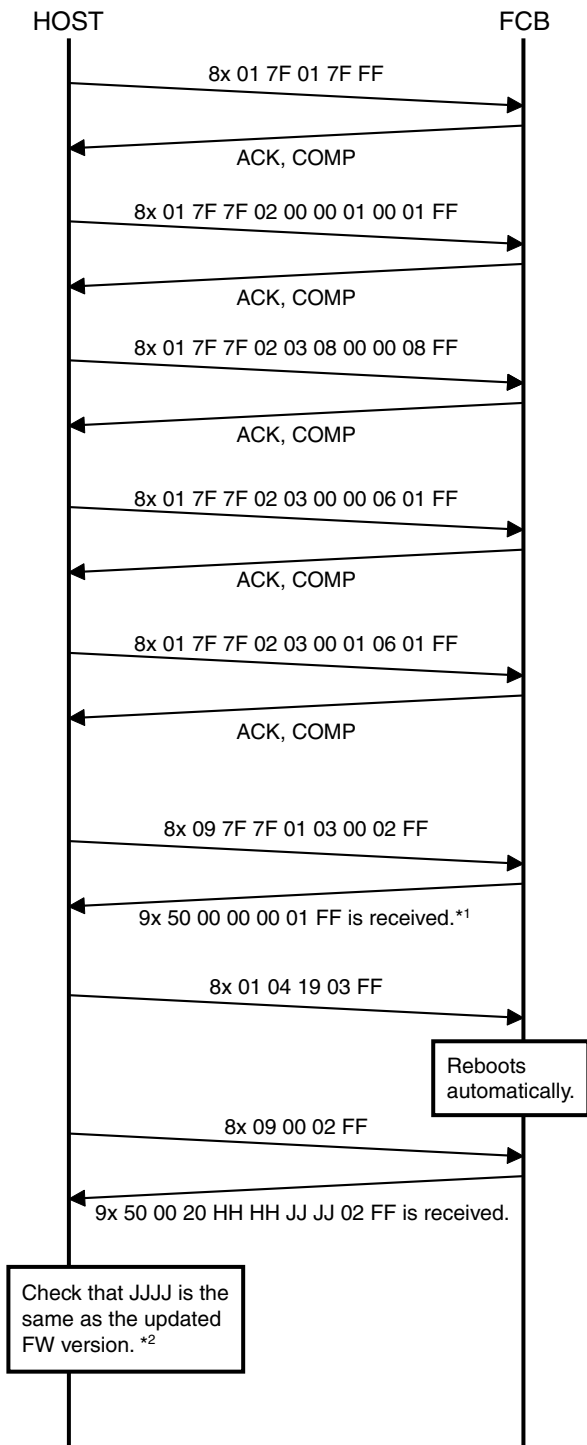 HOST FCB
8x 01 7F 01 7F FF
ACK, COMP
8x 01 7F 7F 02 00 00 01 00 01 FF
ACK, COMP
8x 01 7F 7F 02 03 08 00 00 08 FF
ACK, COMP
8x 01 7F 7F 02 03 00 00 06 01 FF
ACK, COMP
8x 01 7F 7F 02 03 00 01 06 01 FF
ACK, COMP
8x 09 7F 7F 01 03 00 02 FF
9x 50 00 00 00 01 FF is received.*1
8x 01 04 19 03 FF
Reboots
automatically.
8x 09 00 02 FF
9x 50 00 20 HH HH JJ JJ 02 FF is received.
Check that JJJJ is the
same as the updated
FW version. *2